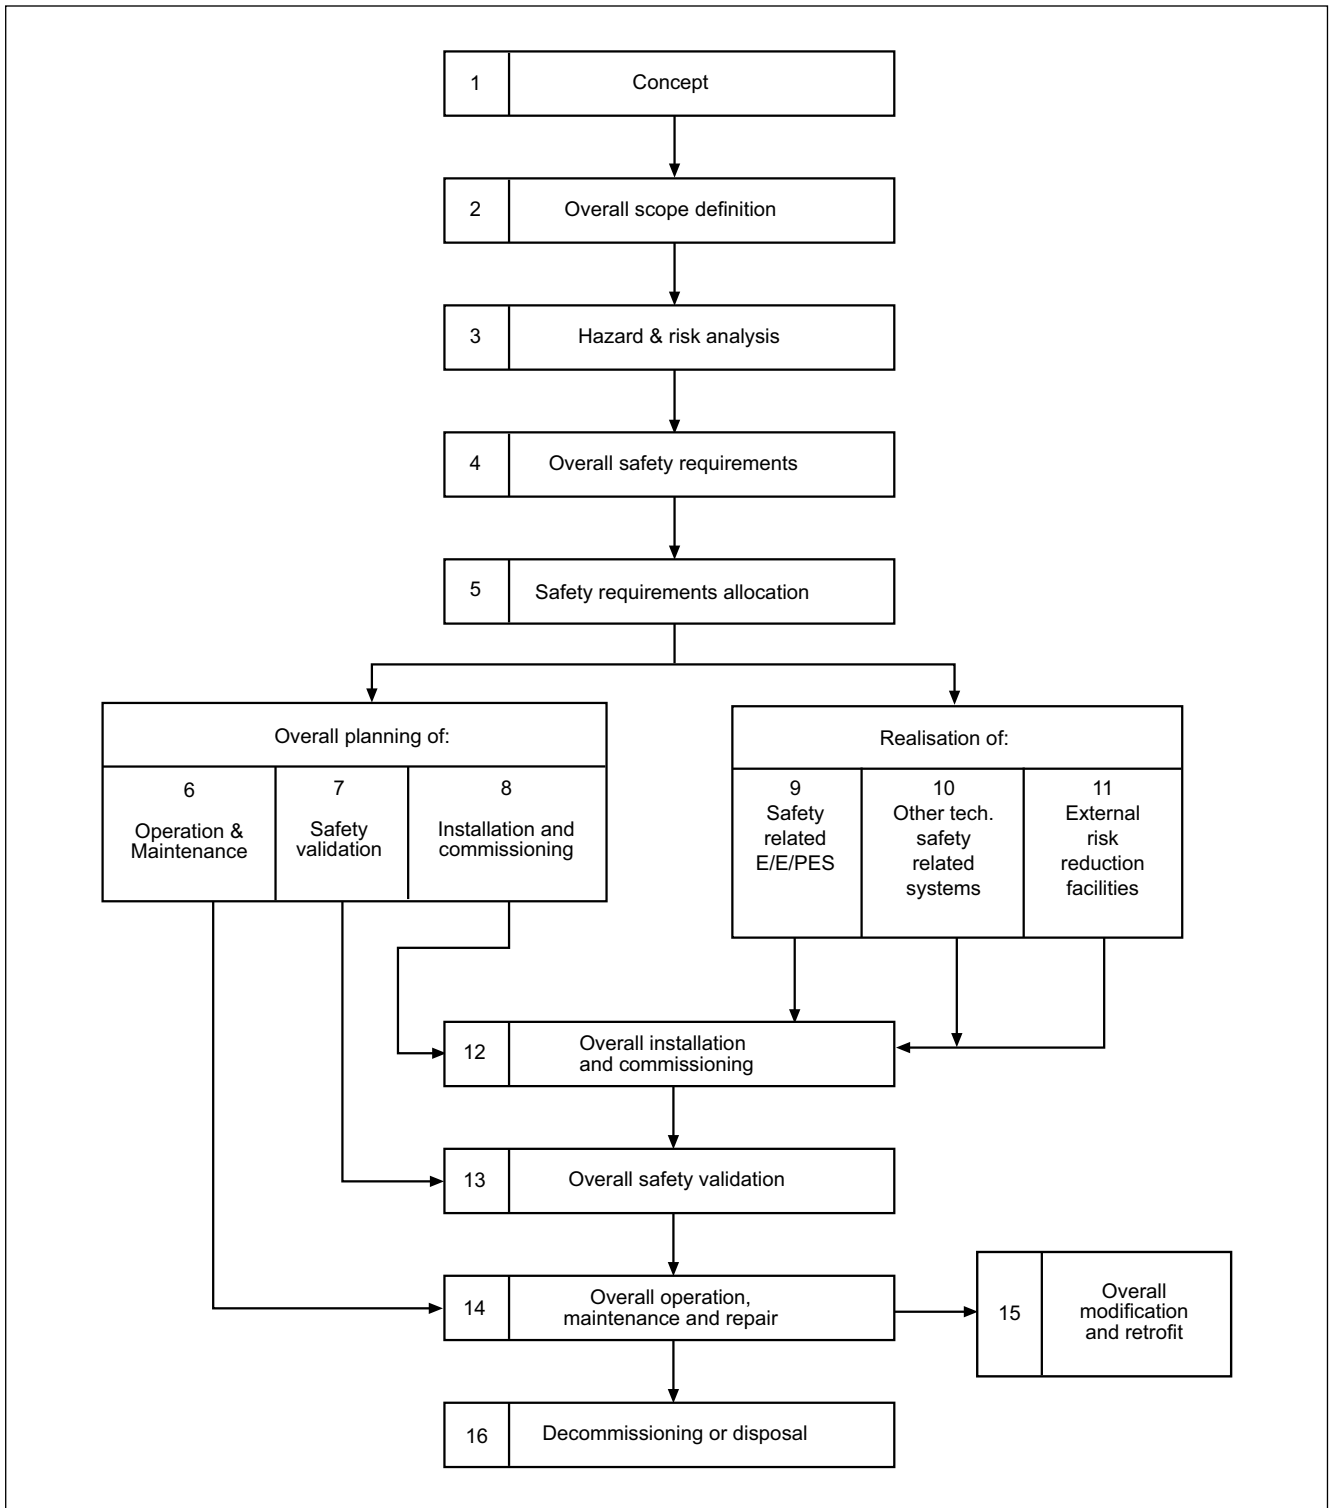 1
Concept
2
Overall scope definition
3
Hazard & risk analysis
4
Overall safety requirements
5
Safety requirements allocation
Overall planning of:
6
Operation &
Maintenance
7
Safety
validation
8
Installation and
commissioning
Realisation of:
9
Safety
related
E/E/PES
10
Other tech.
safety
related
systems
11
External
risk
reduction
facilities
12
Overall installation
and commissioning
13
Overall safety validation
14
Overall operation,
maintenance and repair
15
Overall
modification
and retrofit
16
Decommissioning or disposal